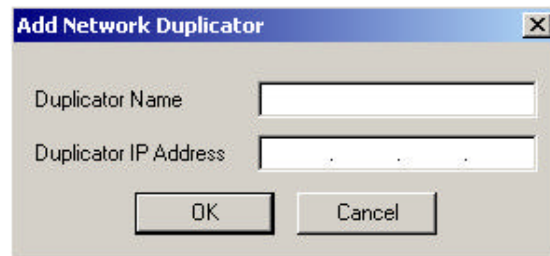 Add Network Duplicator
Duplicator Name
Duplicator IP Address . . .
OK Cancel